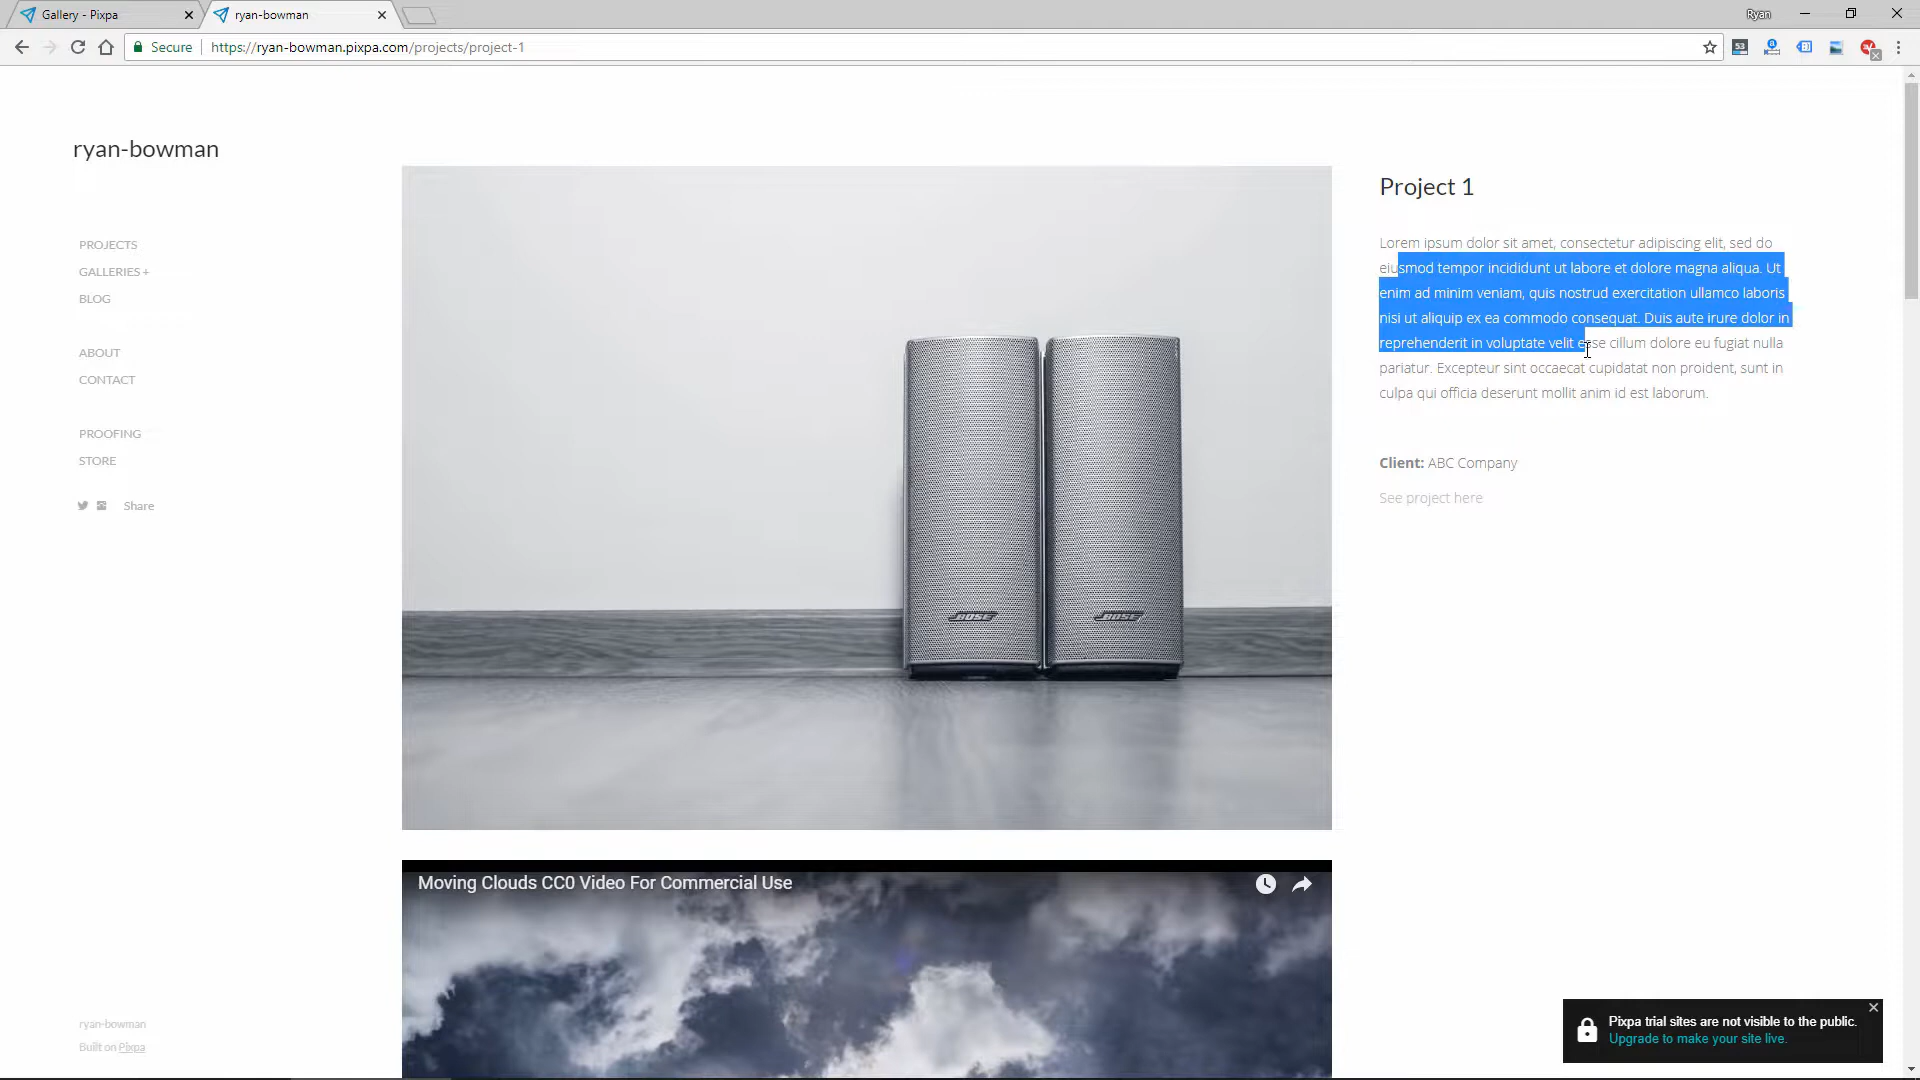 Gallery - Pixpa
ryan-bowman
Ryan
Secure
https://ryan-bowman.pixpa.com/projects/project-1
53
ryan-bowman
PROJECTS
GALLERIES +
BLOG
ABOUT
CONTACT
PROOFING
STORE
Share
BOSE BOSE
Project 1
Lorem ipsum dolor sit amet, consectetur adipiscing elit, sed do
eiusmod tempor incididunt ut labore et dolore magna aliqua. Ut
enim ad minim veniam, quis nostrud exercitation ullamco laboris
nisi ut aliquip ex ea commodo consequat. Duis aute irure dolor in
reprehenderit in voluptate velit esse cillum dolore eu fugiat nulla
pariatur. Excepteur sint occaecat cupidatat non proident, sunt in
culpa qui officia deserunt mollit anim id est laborum.
Client: ABC Company
See project here
Moving Clouds CC0 Video For Commercial Use
ryan-bowman
Built on Pixpa
Pixpa trial sites are not visible to the public.
Upgrade to make your site live.